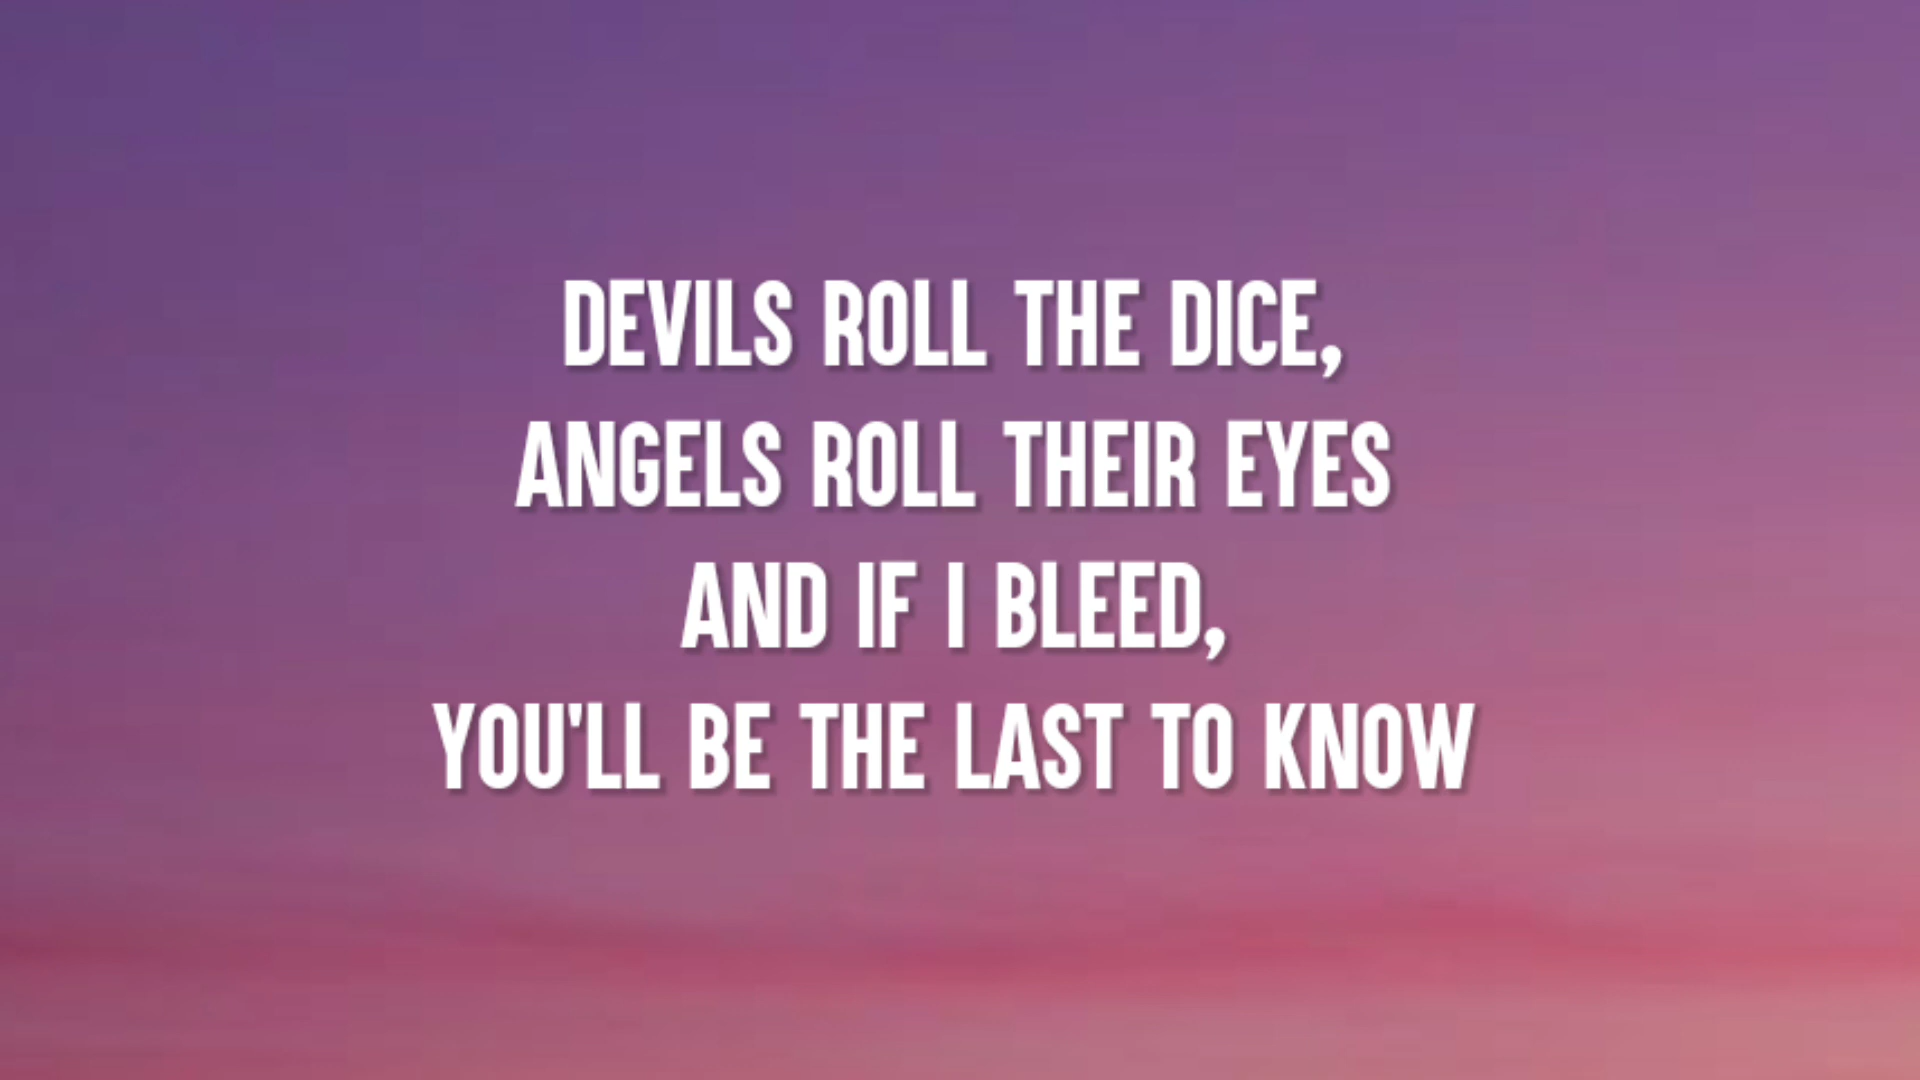 DEVILS ROLL THE DICE,
ANGELS ROLL THEIR EYES
AND IF I BLEED,
YOU'LL BE THE LAST TO KNOW